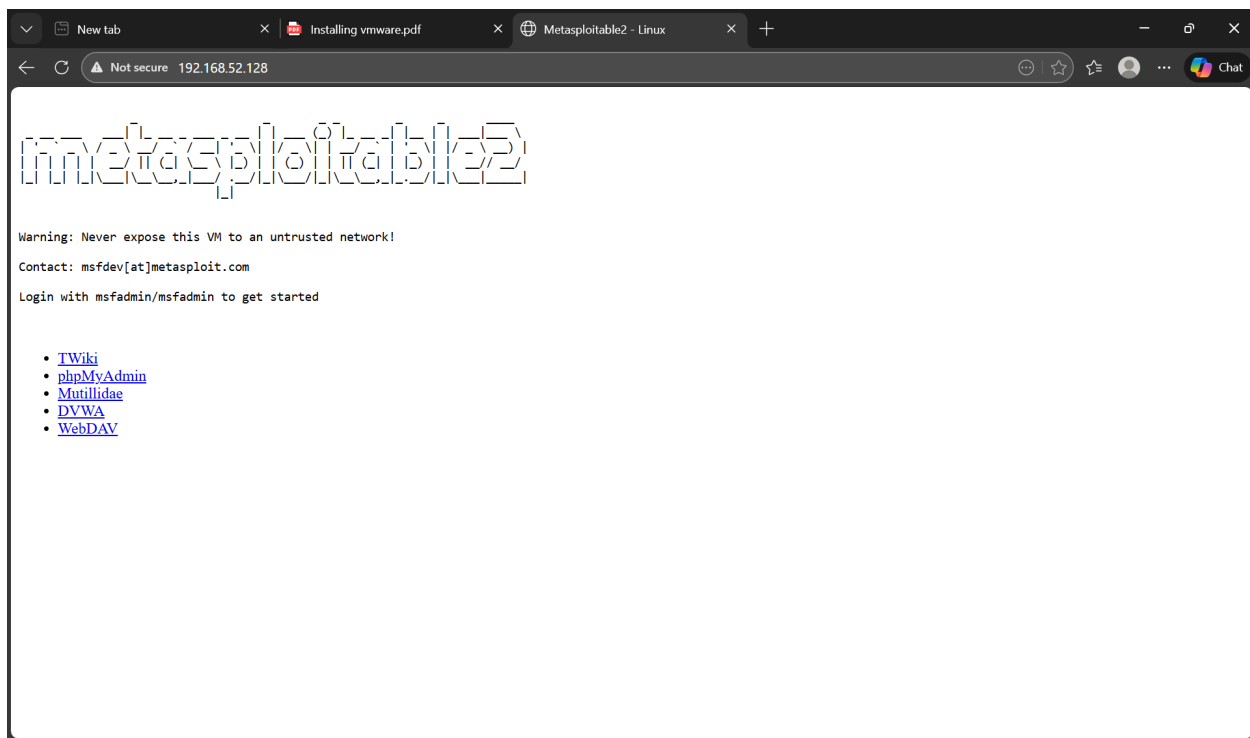 New tab
Installing vmware.pdf
Metasploitable2 - Linux
Not secure 192.168.52.128
Chat
metasploitable2
Warning: Never expose this VM to an untrusted network!
Contact: msfdev[at]metasploit.com
Login with msfadmin/msfadmin to get started
• TWiki
• phpMyAdmin
• Mutillidae
• DVWA
• WebDAV